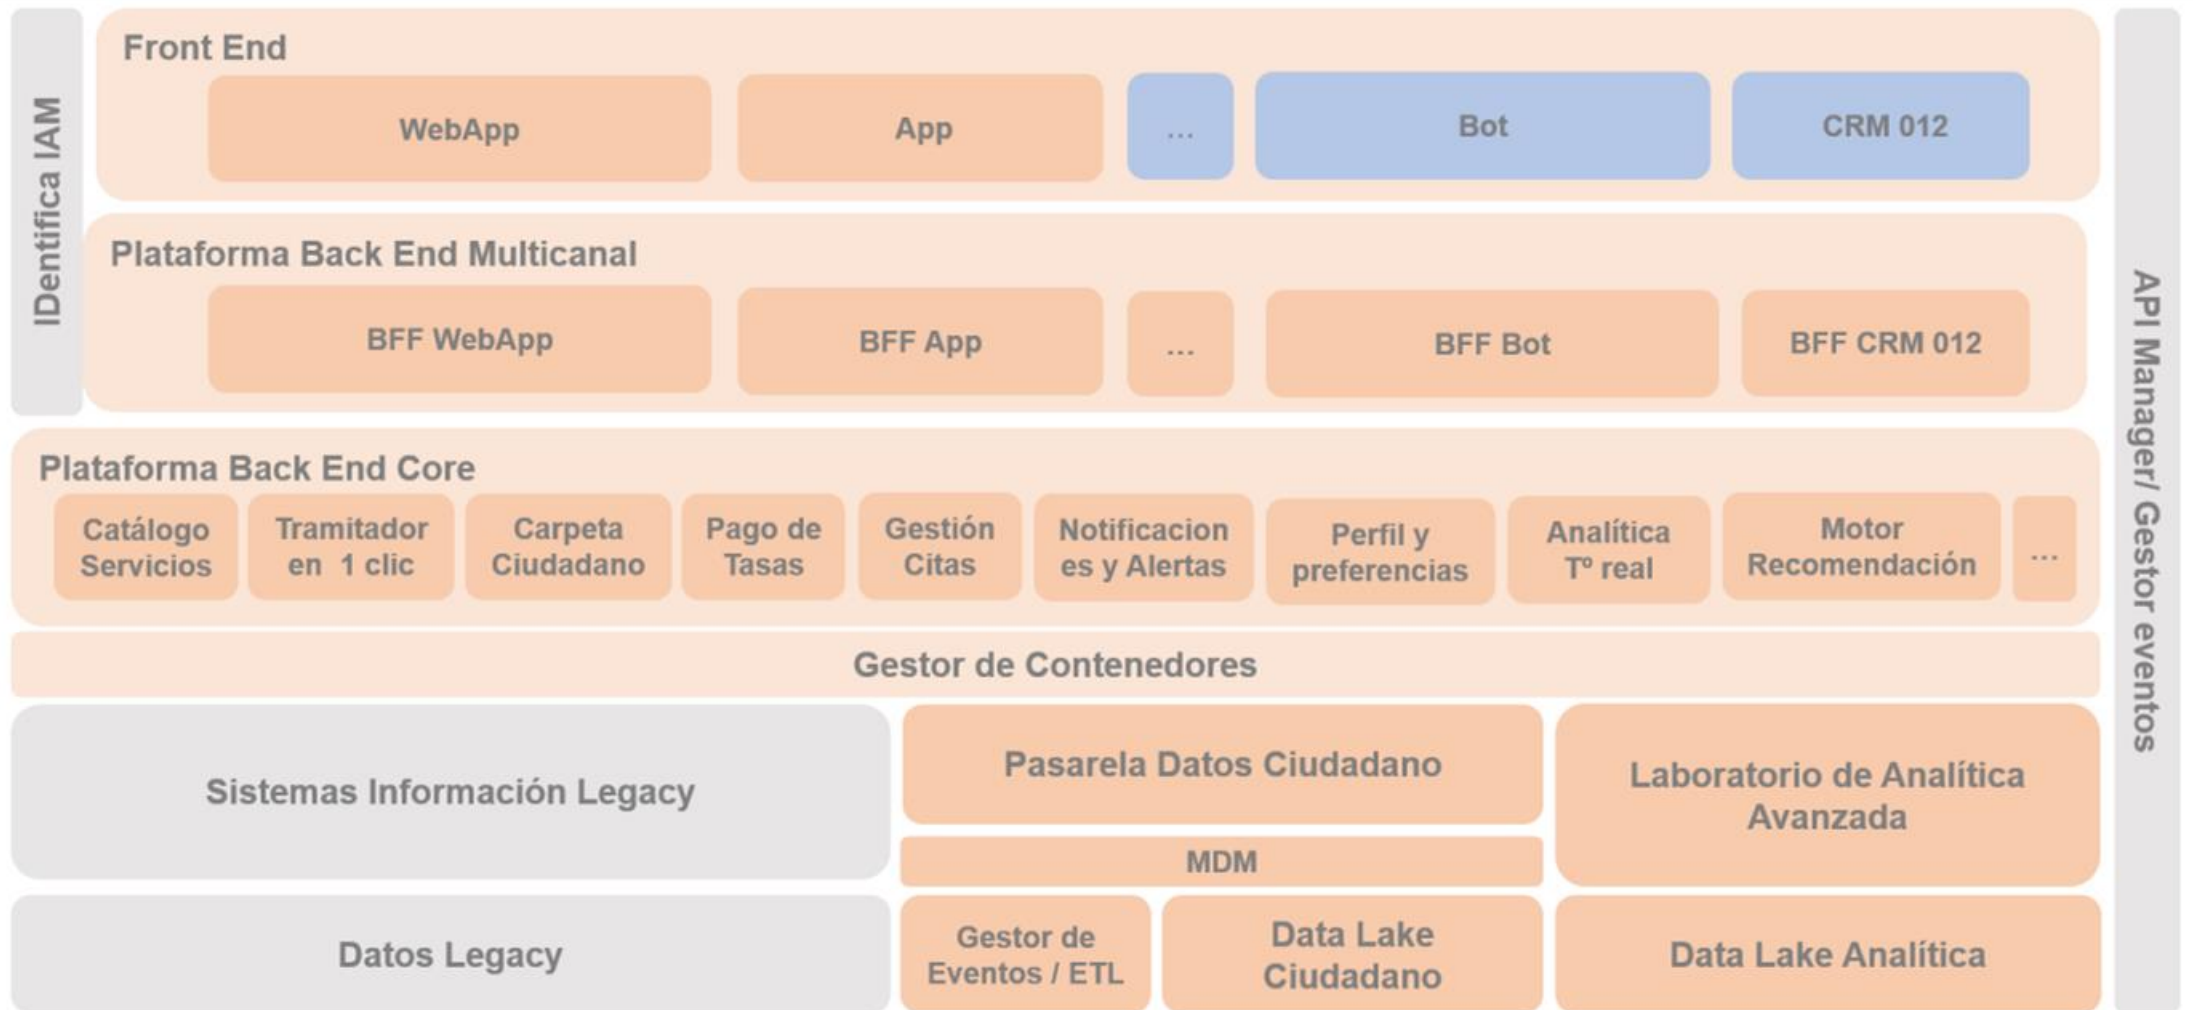 IDentifica IAM
Front End
WebApp
App
...
Bot
CRM 012
Plataforma Back End Multicanal
BFF WebApp
BFF App
...
BFF Bot
BFF CRM 012
API Manager/ Gestor eventos
Plataforma Back End Core
Catálogo
Servicios
Tramitador
en 1 clic
Carpeta
Ciudadano
Pago de
Tasas
Gestión
Citas
Notificacion
es y Alertas
Perfil y
preferencias
Analítica
Tº real
Motor
Recomendación
...
Gestor de Contenedores
Sistemas Información Legacy
Pasarela Datos Ciudadano
MDM
Laboratorio de Analítica
Avanzada
Datos Legacy
Gestor de
Eventos / ETL
Data Lake
Ciudadano
Data Lake Analítica